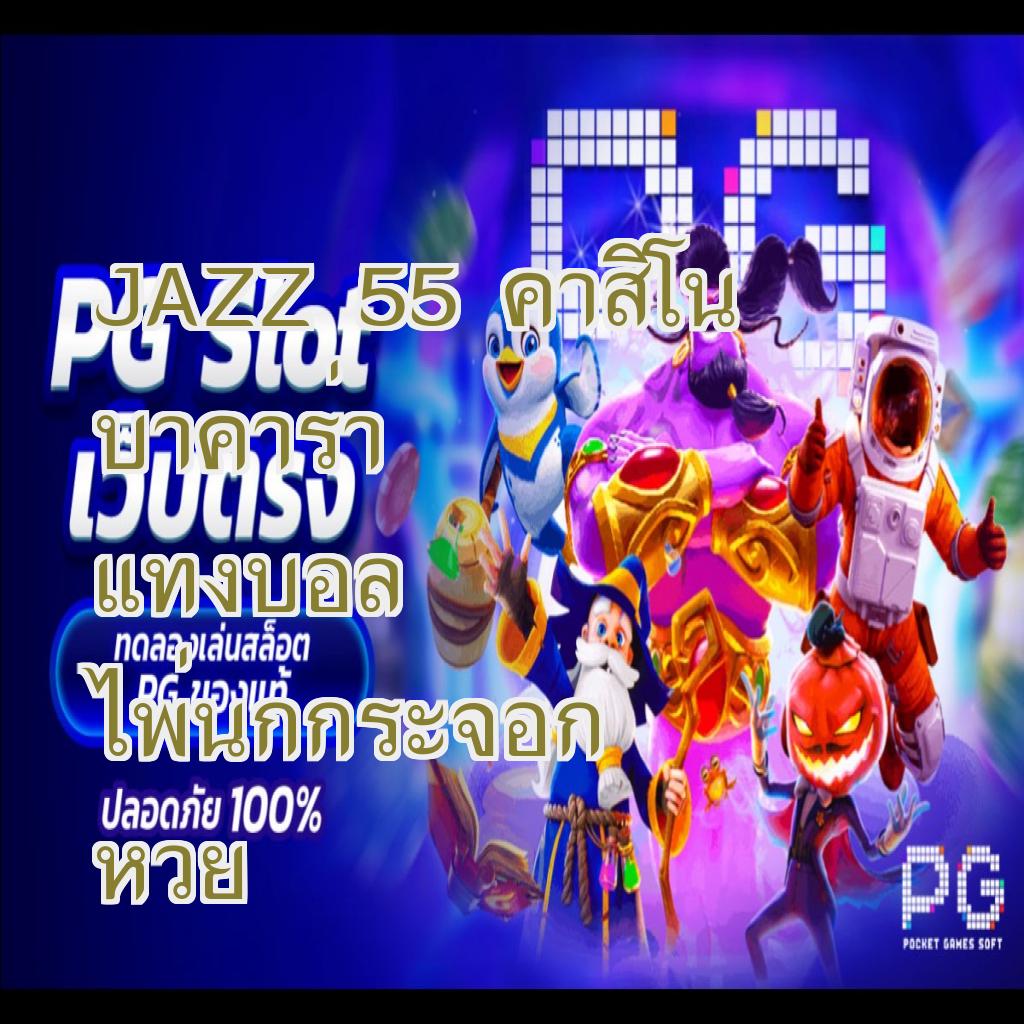 PG
JAZZ 55 คาสิโน
PG Slot
บาคาร่า
เว็บตรง
แทงบอล
ทดลองเล่นสล็อต
PG ของแท้
ไพ่นกกระจอก
ปลอดภัย 100%
หวย
PG
POCKET GAMES SOFT